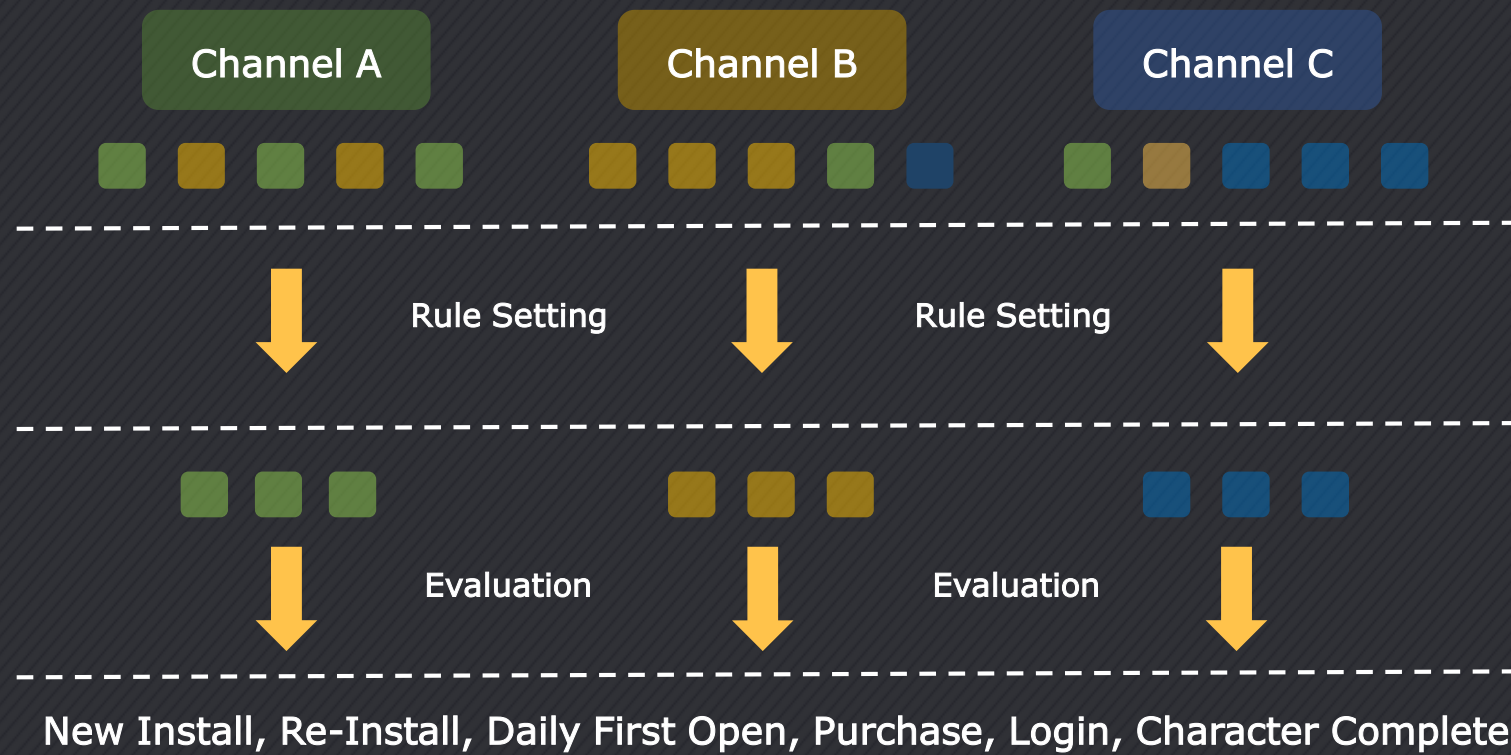 Channel A
Channel B
Channel C
Rule Setting
Rule Setting
Evaluation
Evaluation
New Install, Re-Install, Daily First Open, Purchase, Login, Character Complete